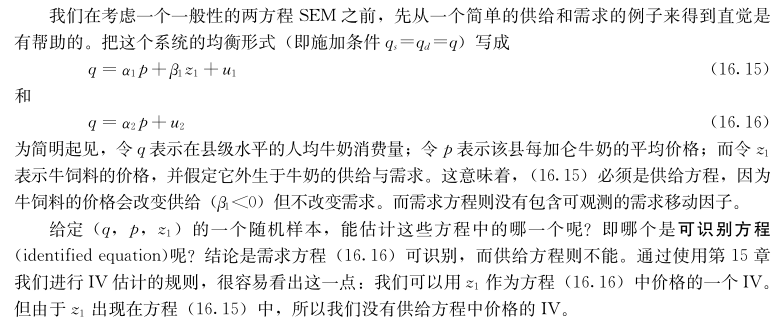 我们在考虑一个一般性的两方程 SEM 之前，先从一个简单的供给和需求的例子来得到直觉是
有帮助的。把这个系统的均衡形式（即施加条件 qₛ=q_d=q）写成
q = α₁p + β₁z₁ + u₁ (16.15)
和
q = α₂p + u₂ (16.16)
为简明起见，令 q 表示在县级水平的人均牛奶消费量；令 p 表示该县每加仑牛奶的平均价格；而令 z₁
表示牛饲料的价格，并假定它外生于牛奶的供给与需求。这意味着，（16.15）必须是供给方程，因为
牛饲料的价格会改变供给（β₁<0）但不改变需求。而需求方程则没有包含可观测的需求移动因子。
给定（q，p，z₁）的一个随机样本，能估计这些方程中的哪一个呢？即哪个是可识别方程
(identified equation)呢？结论是需求方程（16.16）可识别，而供给方程则不能。通过使用第 15 章
我们进行 IV 估计的规则，很容易看出这一点：我们可以用 z₁ 作为方程（16.16）中价格的一个 IV。
但由于 z₁ 出现在方程（16.15）中，所以我们没有供给方程中价格的 IV。